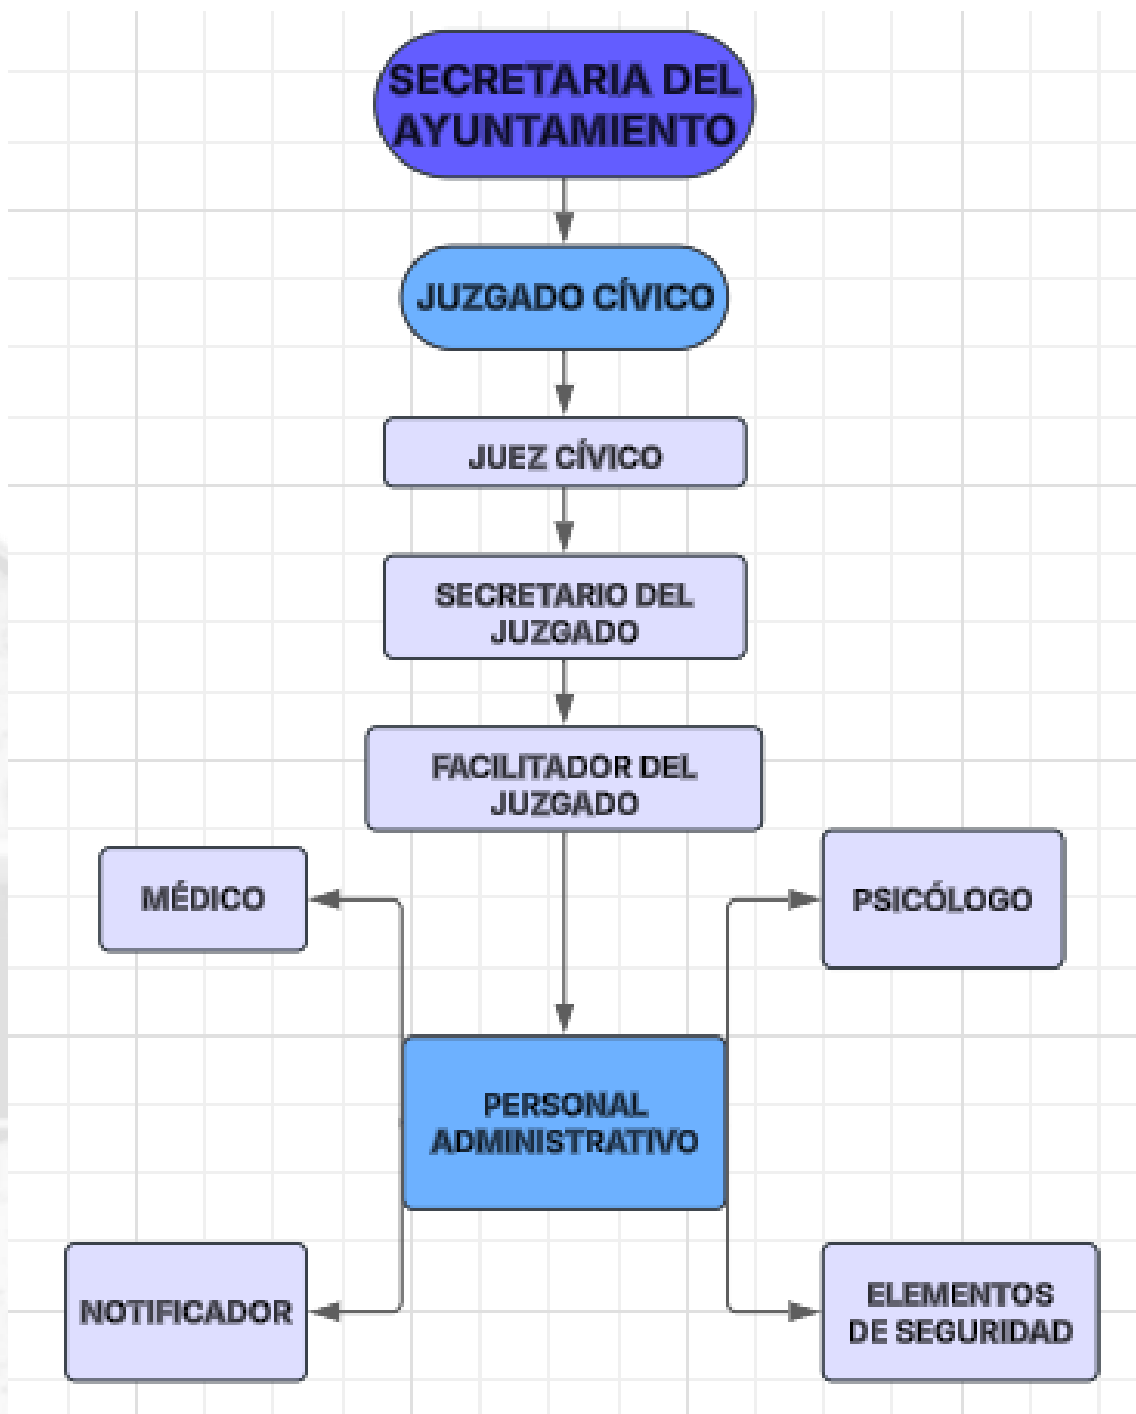 SECRETARIA DEL
AYUNTAMIENTO
JUZGADO CÍVICO
JUEZ CÍVICO
SECRETARIO DEL
JUZGADO
FACILITADOR DEL
JUZGADO
MÉDICO
PSICÓLOGO
PERSONAL
ADMINISTRATIVO
NOTIFICADOR
ELEMENTOS
DE SEGURIDAD